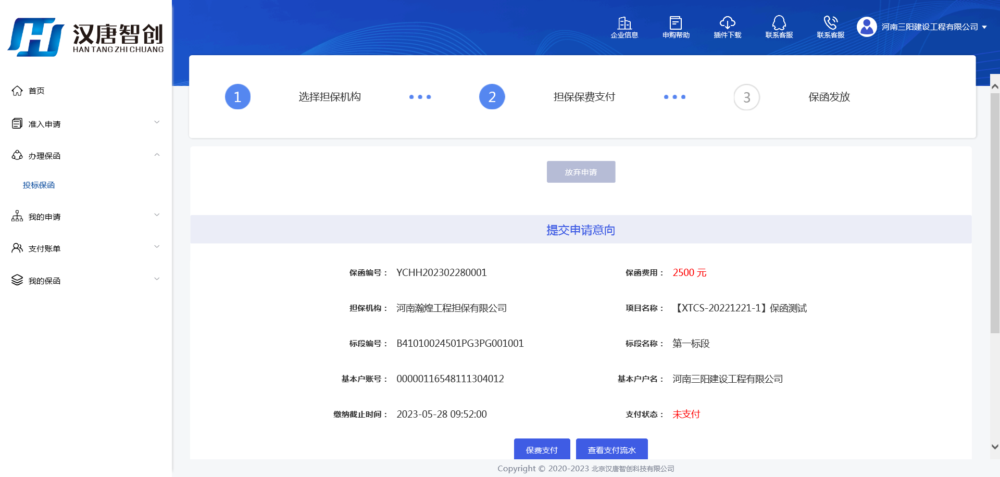 汉唐智创
HAN TANG ZHI CHUANG
企业信息
申购帮助
插件下载
联系客服
联系客服
河南三阳建设工程有限公司
首页
准入申请
办理保函
投标保函
我的申请
支付账单
我的保函
1 选择担保机构
2 担保保费支付
3 保函发放
放弃申请
提交申请意向
保函编号： YCHH202302280001 保函费用： 2500 元
担保机构： 河南瀚煌工程担保有限公司 项目名称： 【XTCS-20221221-1】保函测试
标段编号： B41010024501PG3PG001001 标段名称： 第一标段
基本户账号： 00000116548111304012 基本户户名： 河南三阳建设工程有限公司
缴纳截止时间： 2023-05-28 09:52:00 支付状态： 未支付
保费支付 查看支付流水
Copyright © 2020-2023 北京汉唐智创科技有限公司